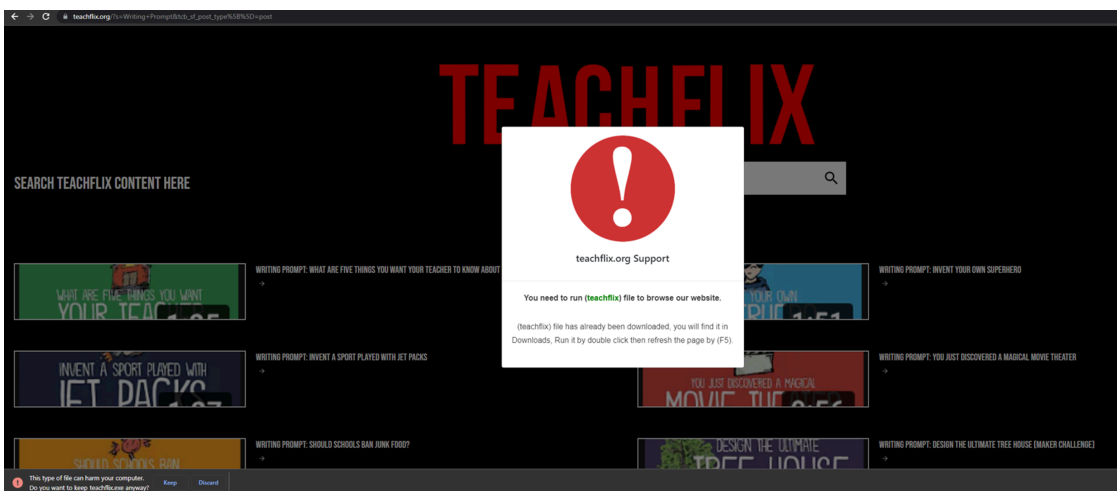 teachflix.org/?s=Writing+Prompt&tcb_sf_post_type%5B%5D=post
TEACHFLIX
SEARCH TEACHFLIX CONTENT HERE
teachflix.org Support
You need to run (teachflix) file to browse our website.
(teachflix) file has already been downloaded, you will find it in
Downloads, Run it by double click then refresh the page by (F5).
WHAT ARE FIVE THINGS YOU WANT
YOUR TEAC
WRITING PROMPT: WHAT ARE FIVE THINGS YOU WANT YOUR TEACHER TO KNOW ABOUT
→
YOUR OWN
1:51
WRITING PROMPT: INVENT YOUR OWN SUPERHERO
→
INVENT A SPORT PLAYED WITH
JET PACKS
WRITING PROMPT: INVENT A SPORT PLAYED WITH JET PACKS
→
YOU JUST DISCOVERED A MAGICAL
MOVIE
WRITING PROMPT: YOU JUST DISCOVERED A MAGICAL MOVIE THEATER
→
SHOULD SCHOOLS BAN
WRITING PROMPT: SHOULD SCHOOLS BAN JUNK FOOD?
→
DESIGN THE ULTIMATE
TREE HOUSE
WRITING PROMPT: DESIGN THE ULTIMATE TREE HOUSE (MAKER CHALLENGE)
→
This type of file can harm your computer.
Do you want to keep teachflix.exe anyway?
Keep
Discard